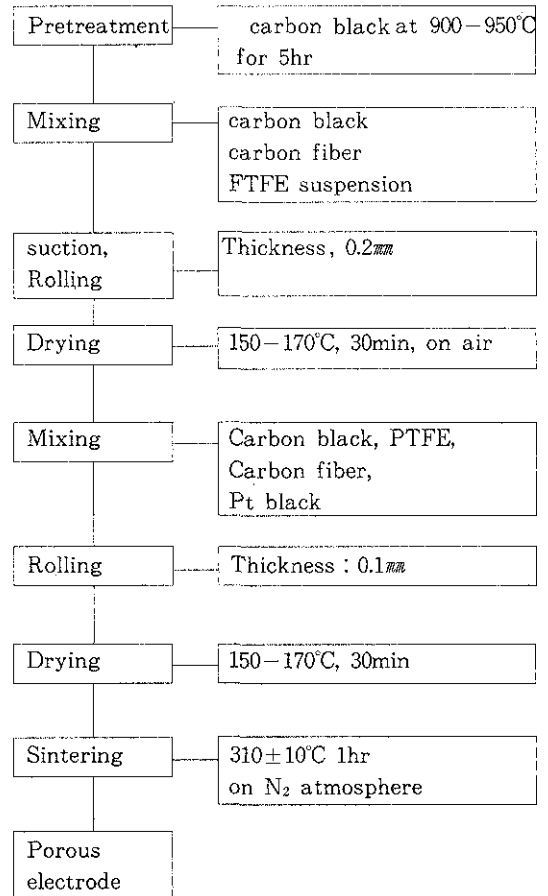 Pretreatment
carbon black at 900－950℃
for 5hr
Mixing
carbon black
carbon fiber
FTFE suspension
suction,
Rolling
Thickness, 0.2㎜
Drying
150－170℃, 30min, on air
Mixing
Carbon black, PTFE,
Carbon fiber,
Pt black
Rolling
Thickness : 0.1㎜
Drying
150－170℃, 30min
Sintering
310±10℃ 1hr
on N₂ atmosphere
Porous
electrode